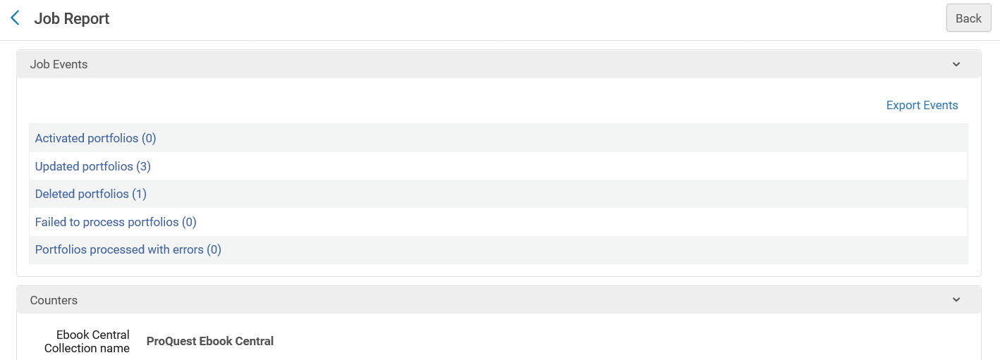 Job Report
Back
Job Events
Export Events
Activated portfolios (0)
Updated portfolios (3)
Deleted portfolios (1)
Failed to process portfolios (0)
Portfolios processed with errors (0)
Counters
Ebook Central
Collection name
ProQuest Ebook Central